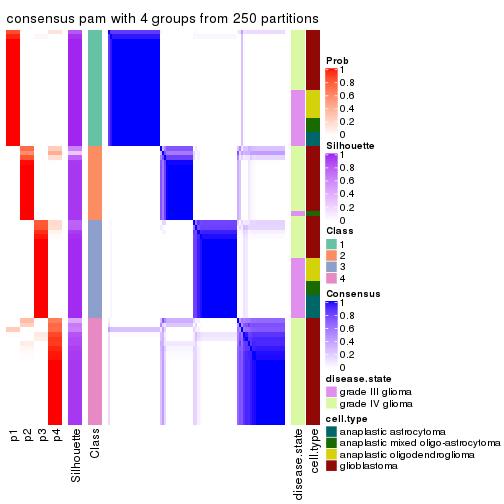 consensus pam with 4 groups from 250 partitions
Prob
1
0.8
0.6
0.4
0.2
0
Silhouette
1
0.8
0.6
0.4
0.2
0
Class
1
2
3
4
Consensus
1
0.8
0.6
0.4
0.2
0
disease.state
grade III glioma
grade IV glioma
cell.type
anaplastic astrocytoma
anaplastic mixed oligo-astrocytoma
anaplastic oligodendroglioma
glioblastoma
p1
p2
p3
p4
Silhouette
Class
disease.state
cell.type